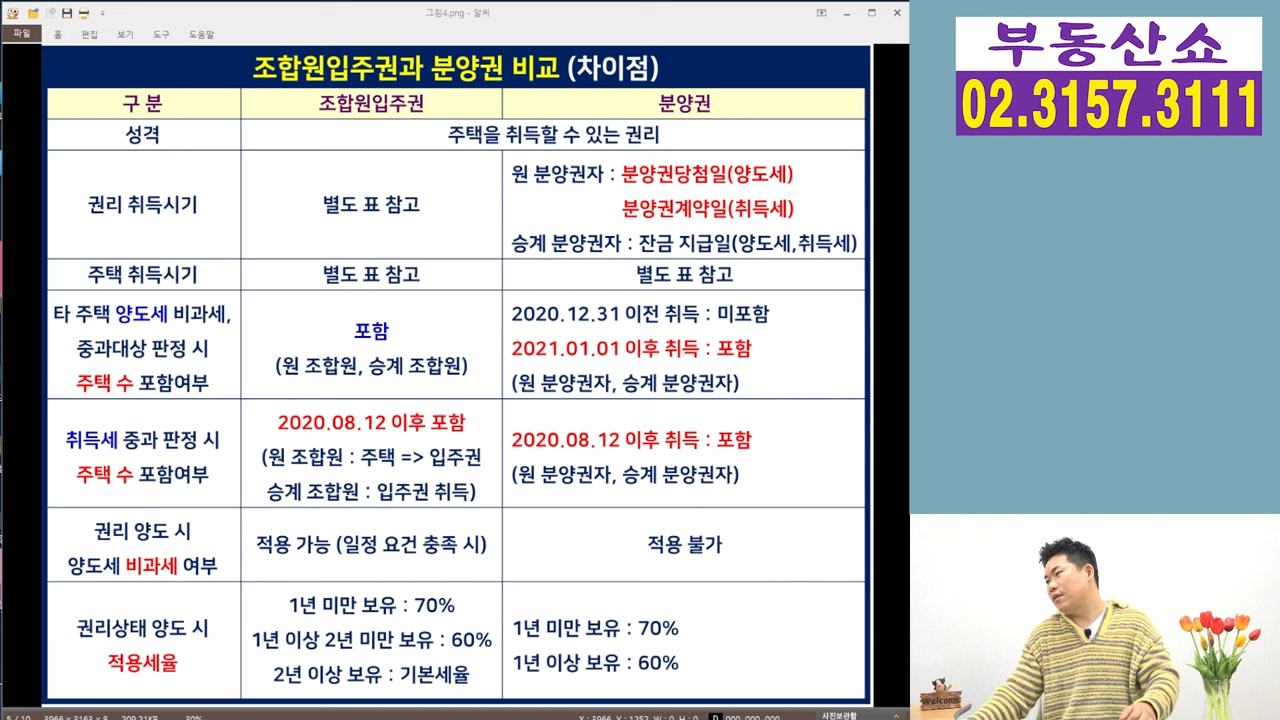 그림4.png - 알씨
파일 홈 편집 보기 도구 도움말
조합원입주권과 분양권 비교 (차이점)
구 분 조합원입주권 분양권
성격 주택을 취득할 수 있는 권리
권리 취득시기 별도 표 참고
원 분양권자 : 분양권당첨일(양도세)
분양권계약일(취득세)
승계 분양권자 : 잔금 지급일(양도세,취득세)
주택 취득시기 별도 표 참고 별도 표 참고
타 주택 양도세 비과세,
중과대상 판정 시
주택 수 포함여부
포함
(원 조합원, 승계 조합원)
2020.12.31 이전 취득 : 미포함
2021.01.01 이후 취득 : 포함
(원 분양권자, 승계 분양권자)
취득세 중과 판정 시
주택 수 포함여부
2020.08.12 이후 포함
(원 조합원 : 주택 => 입주권
승계 조합원 : 입주권 취득)
2020.08.12 이후 취득 : 포함
(원 분양권자, 승계 분양권자)
권리 양도 시
양도세 비과세 여부
적용 가능 (일정 요건 충족 시)
적용 불가
권리상태 양도 시
적용세율
1년 미만 보유 : 70%
1년 이상 2년 미만 보유 : 60%
2년 이상 보유 : 기본세율
1년 미만 보유 : 70%
1년 이상 보유 : 60%
부동산쇼
02.3157.3111
Welcome